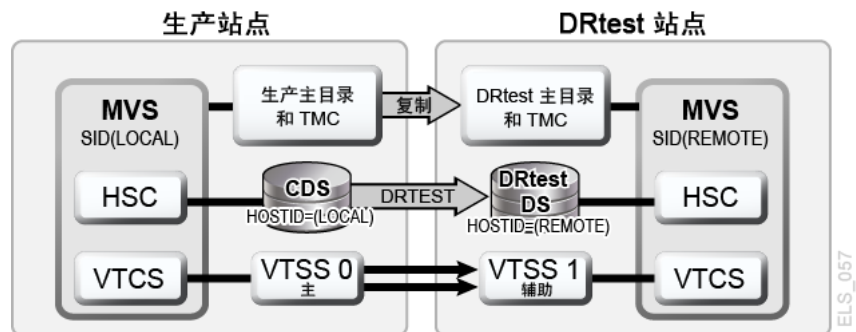 生产站点
DRtest 站点
MVS
SID(LOCAL)
生产主目录
和 TMC
复制
DRtest 主目录
和 TMC
MVS
SID(REMOTE)
HSC
CDS
HOSTID=(LOCAL)
DRTEST
DRtest
DS
HOSTID=(REMOTE)
HSC
VTCS
VTSS 0
主
VTSS 1
辅助
VTCS
ELS_057